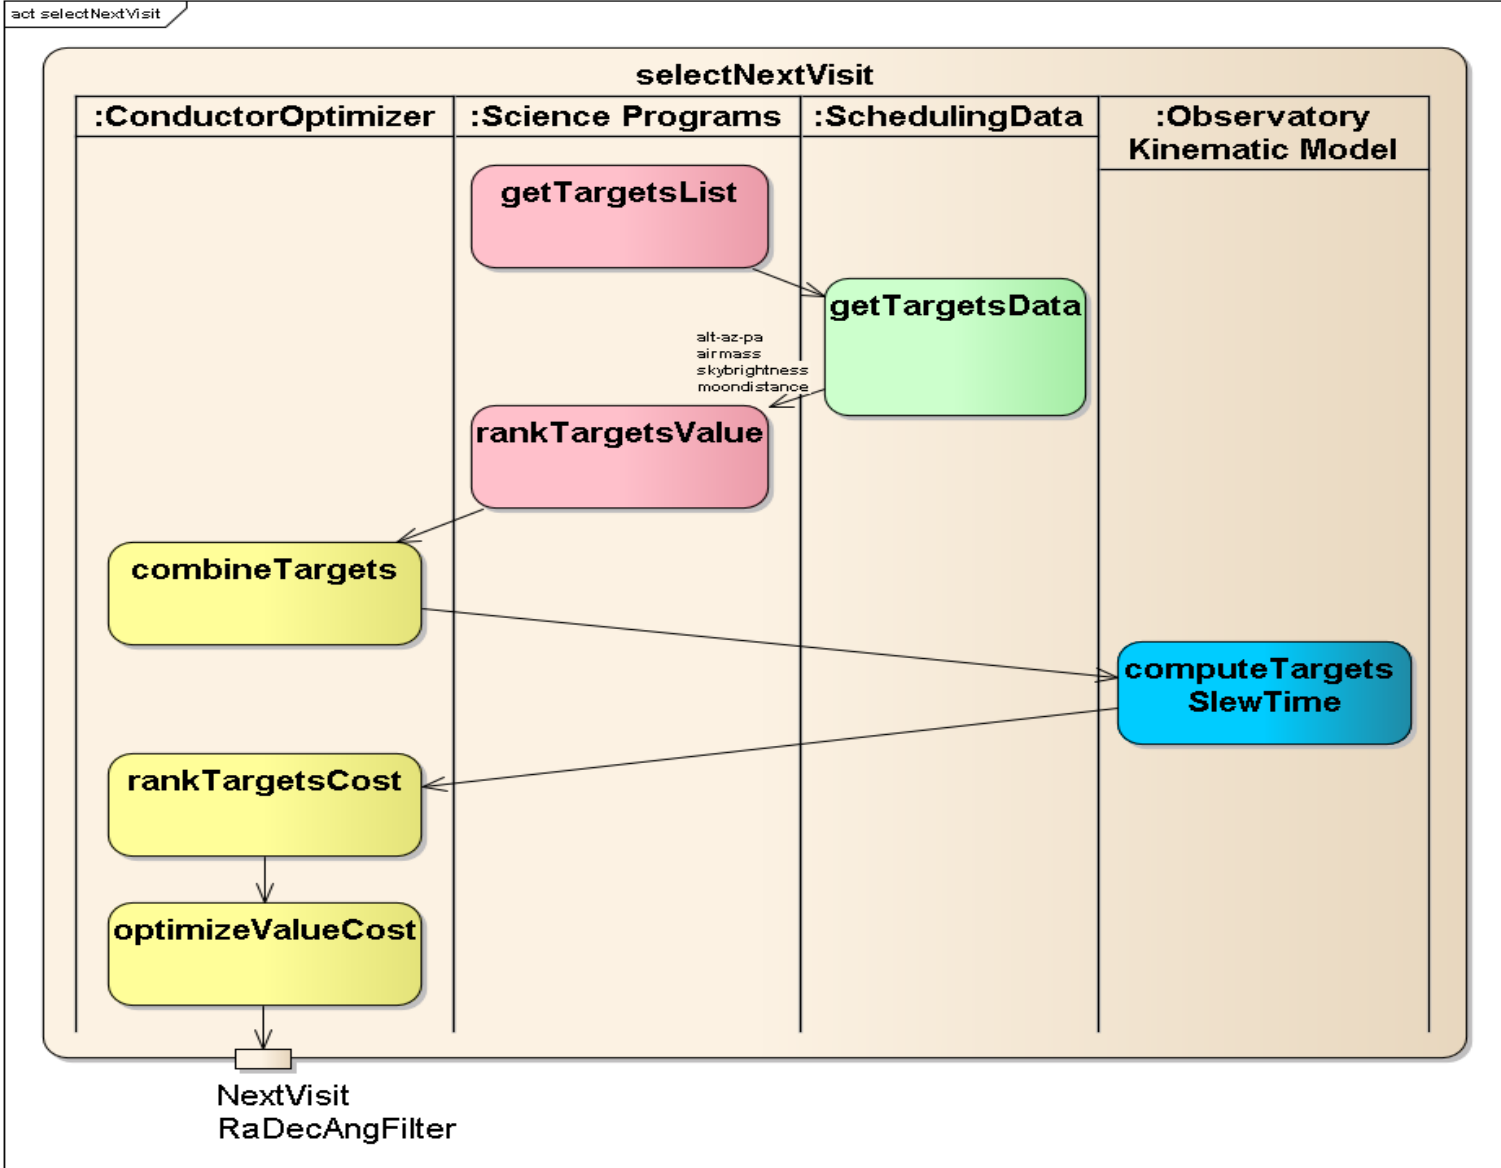 act selectNextVisit
selectNextVisit
:ConductorOptimizer
:Science Programs
:SchedulingData
:Observatory
Kinematic Model
getTargetsList
getTargetsData
alt-az-pa
airmass
skybrightness
moondistance
rankTargetsValue
combineTargets
computeTargets
SlewTime
rankTargetsCost
optimizeValueCost
NextVisit
RaDecAngFilter